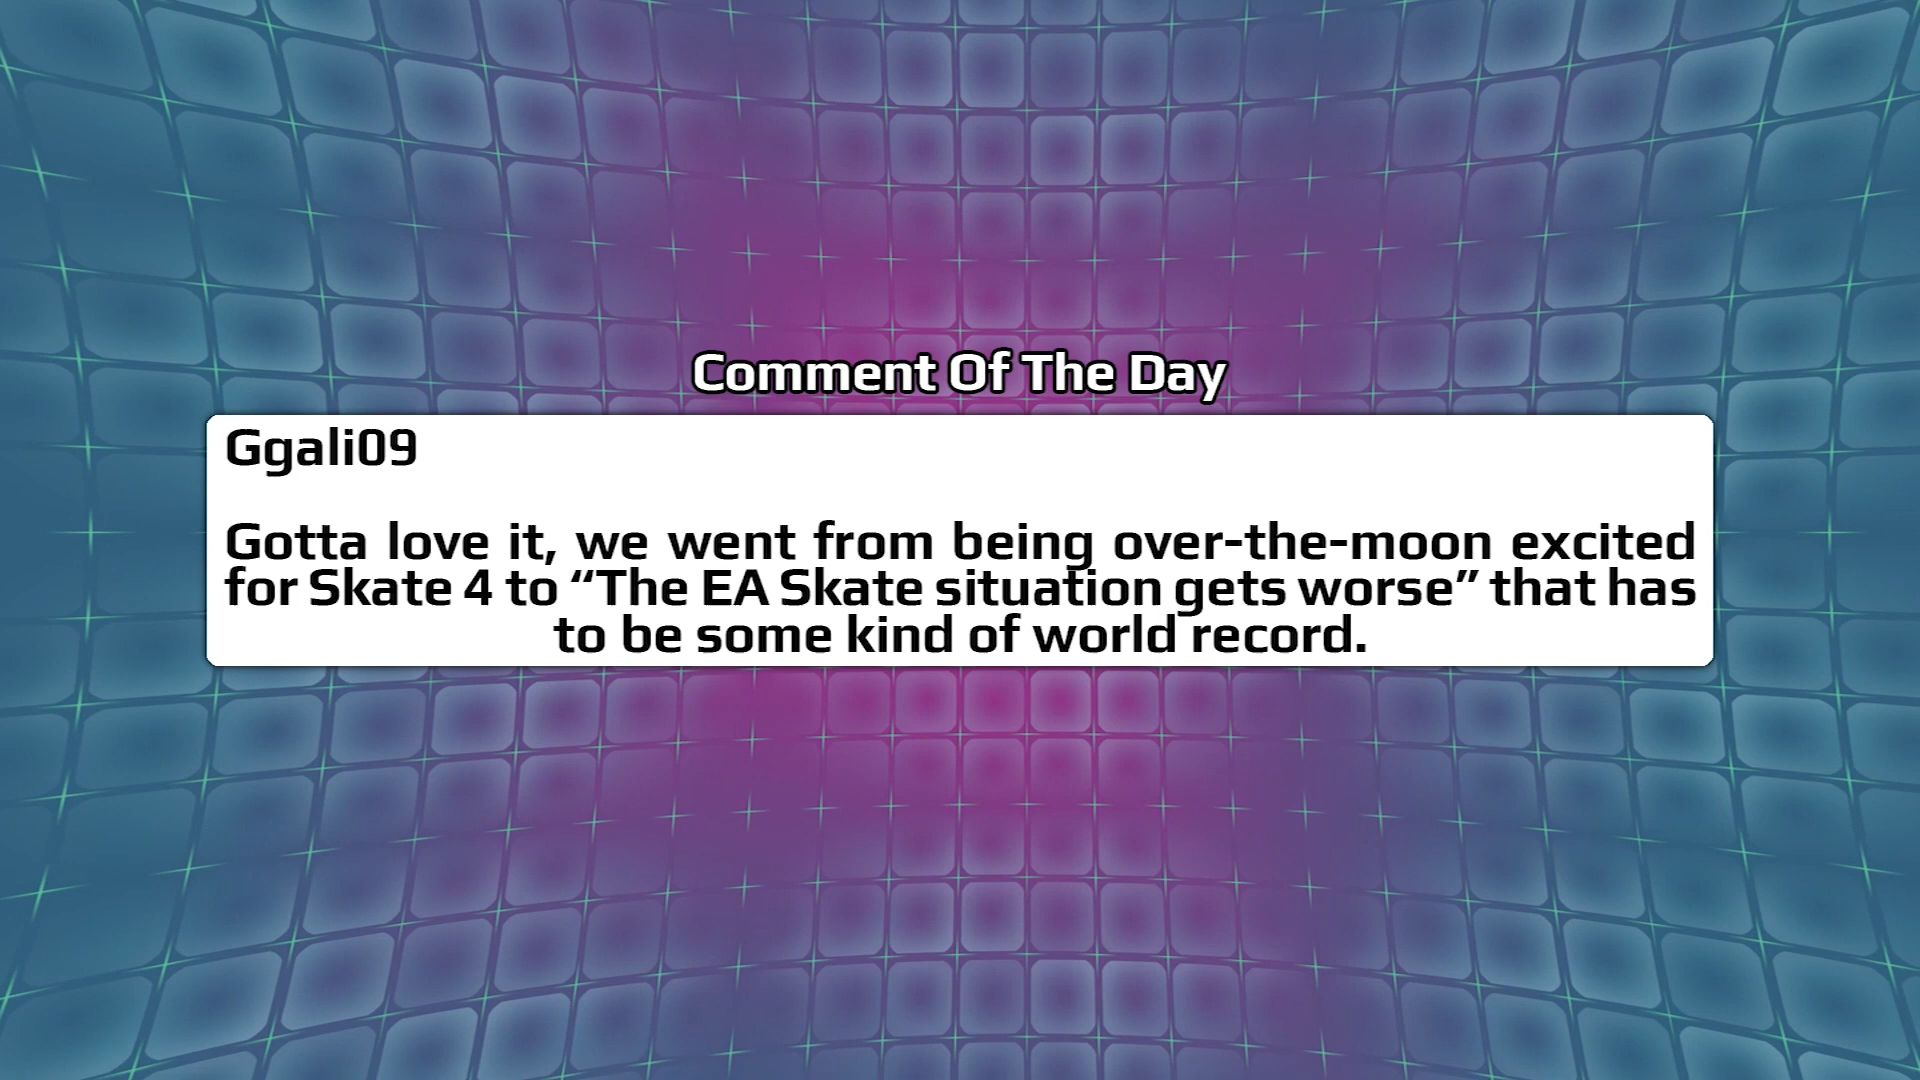 Comment Of The Day
Ggali09
Gotta love it, we went from being over-the-moon excited
for Skate 4 to “The EA Skate situation gets worse” that has
to be some kind of world record.